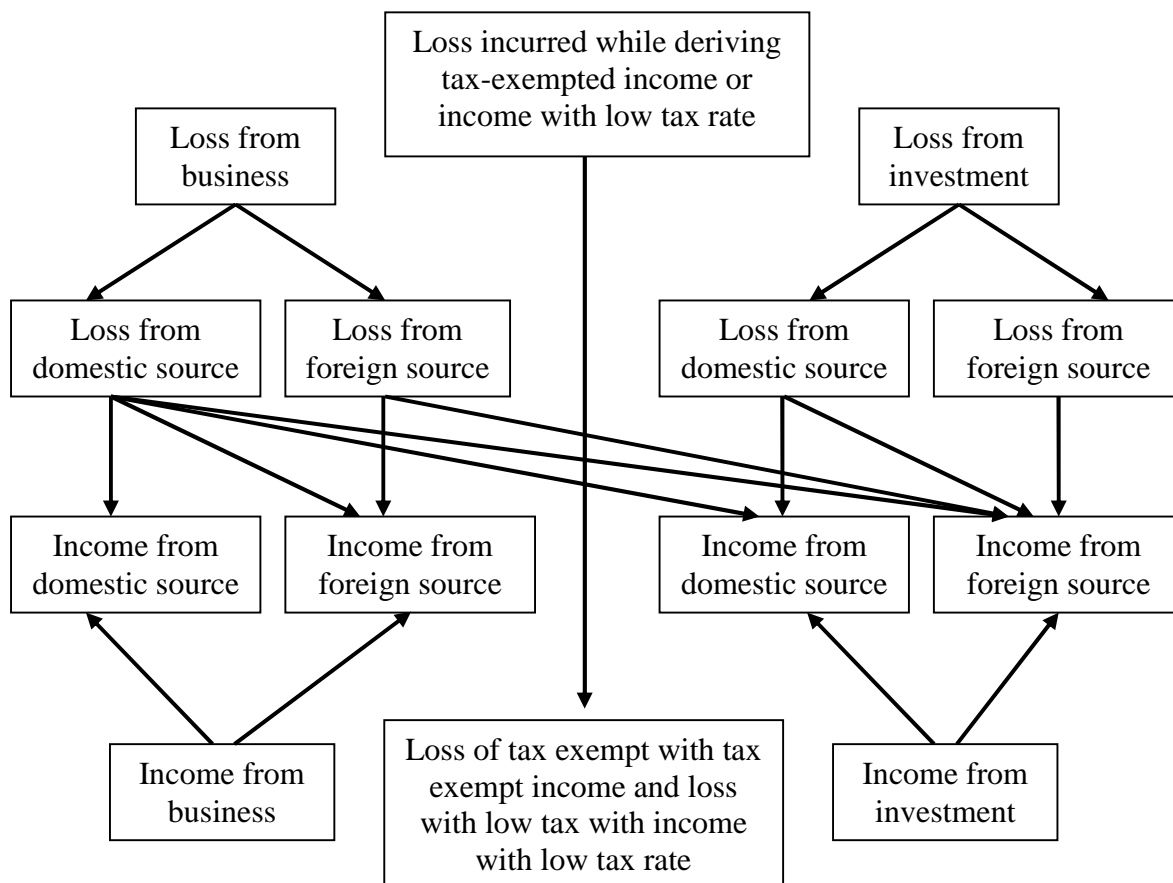 Loss incurred while deriving
tax-exempted income or
income with low tax rate
Loss from
business
Loss from
investment
Loss from
domestic source
Loss from
foreign source
Loss from
domestic source
Loss from
foreign source
Income from
domestic source
Income from
foreign source
Income from
domestic source
Income from
foreign source
Income from
business
Loss of tax exempt with tax
exempt income and loss
with low tax with income
with low tax rate
Income from
investment